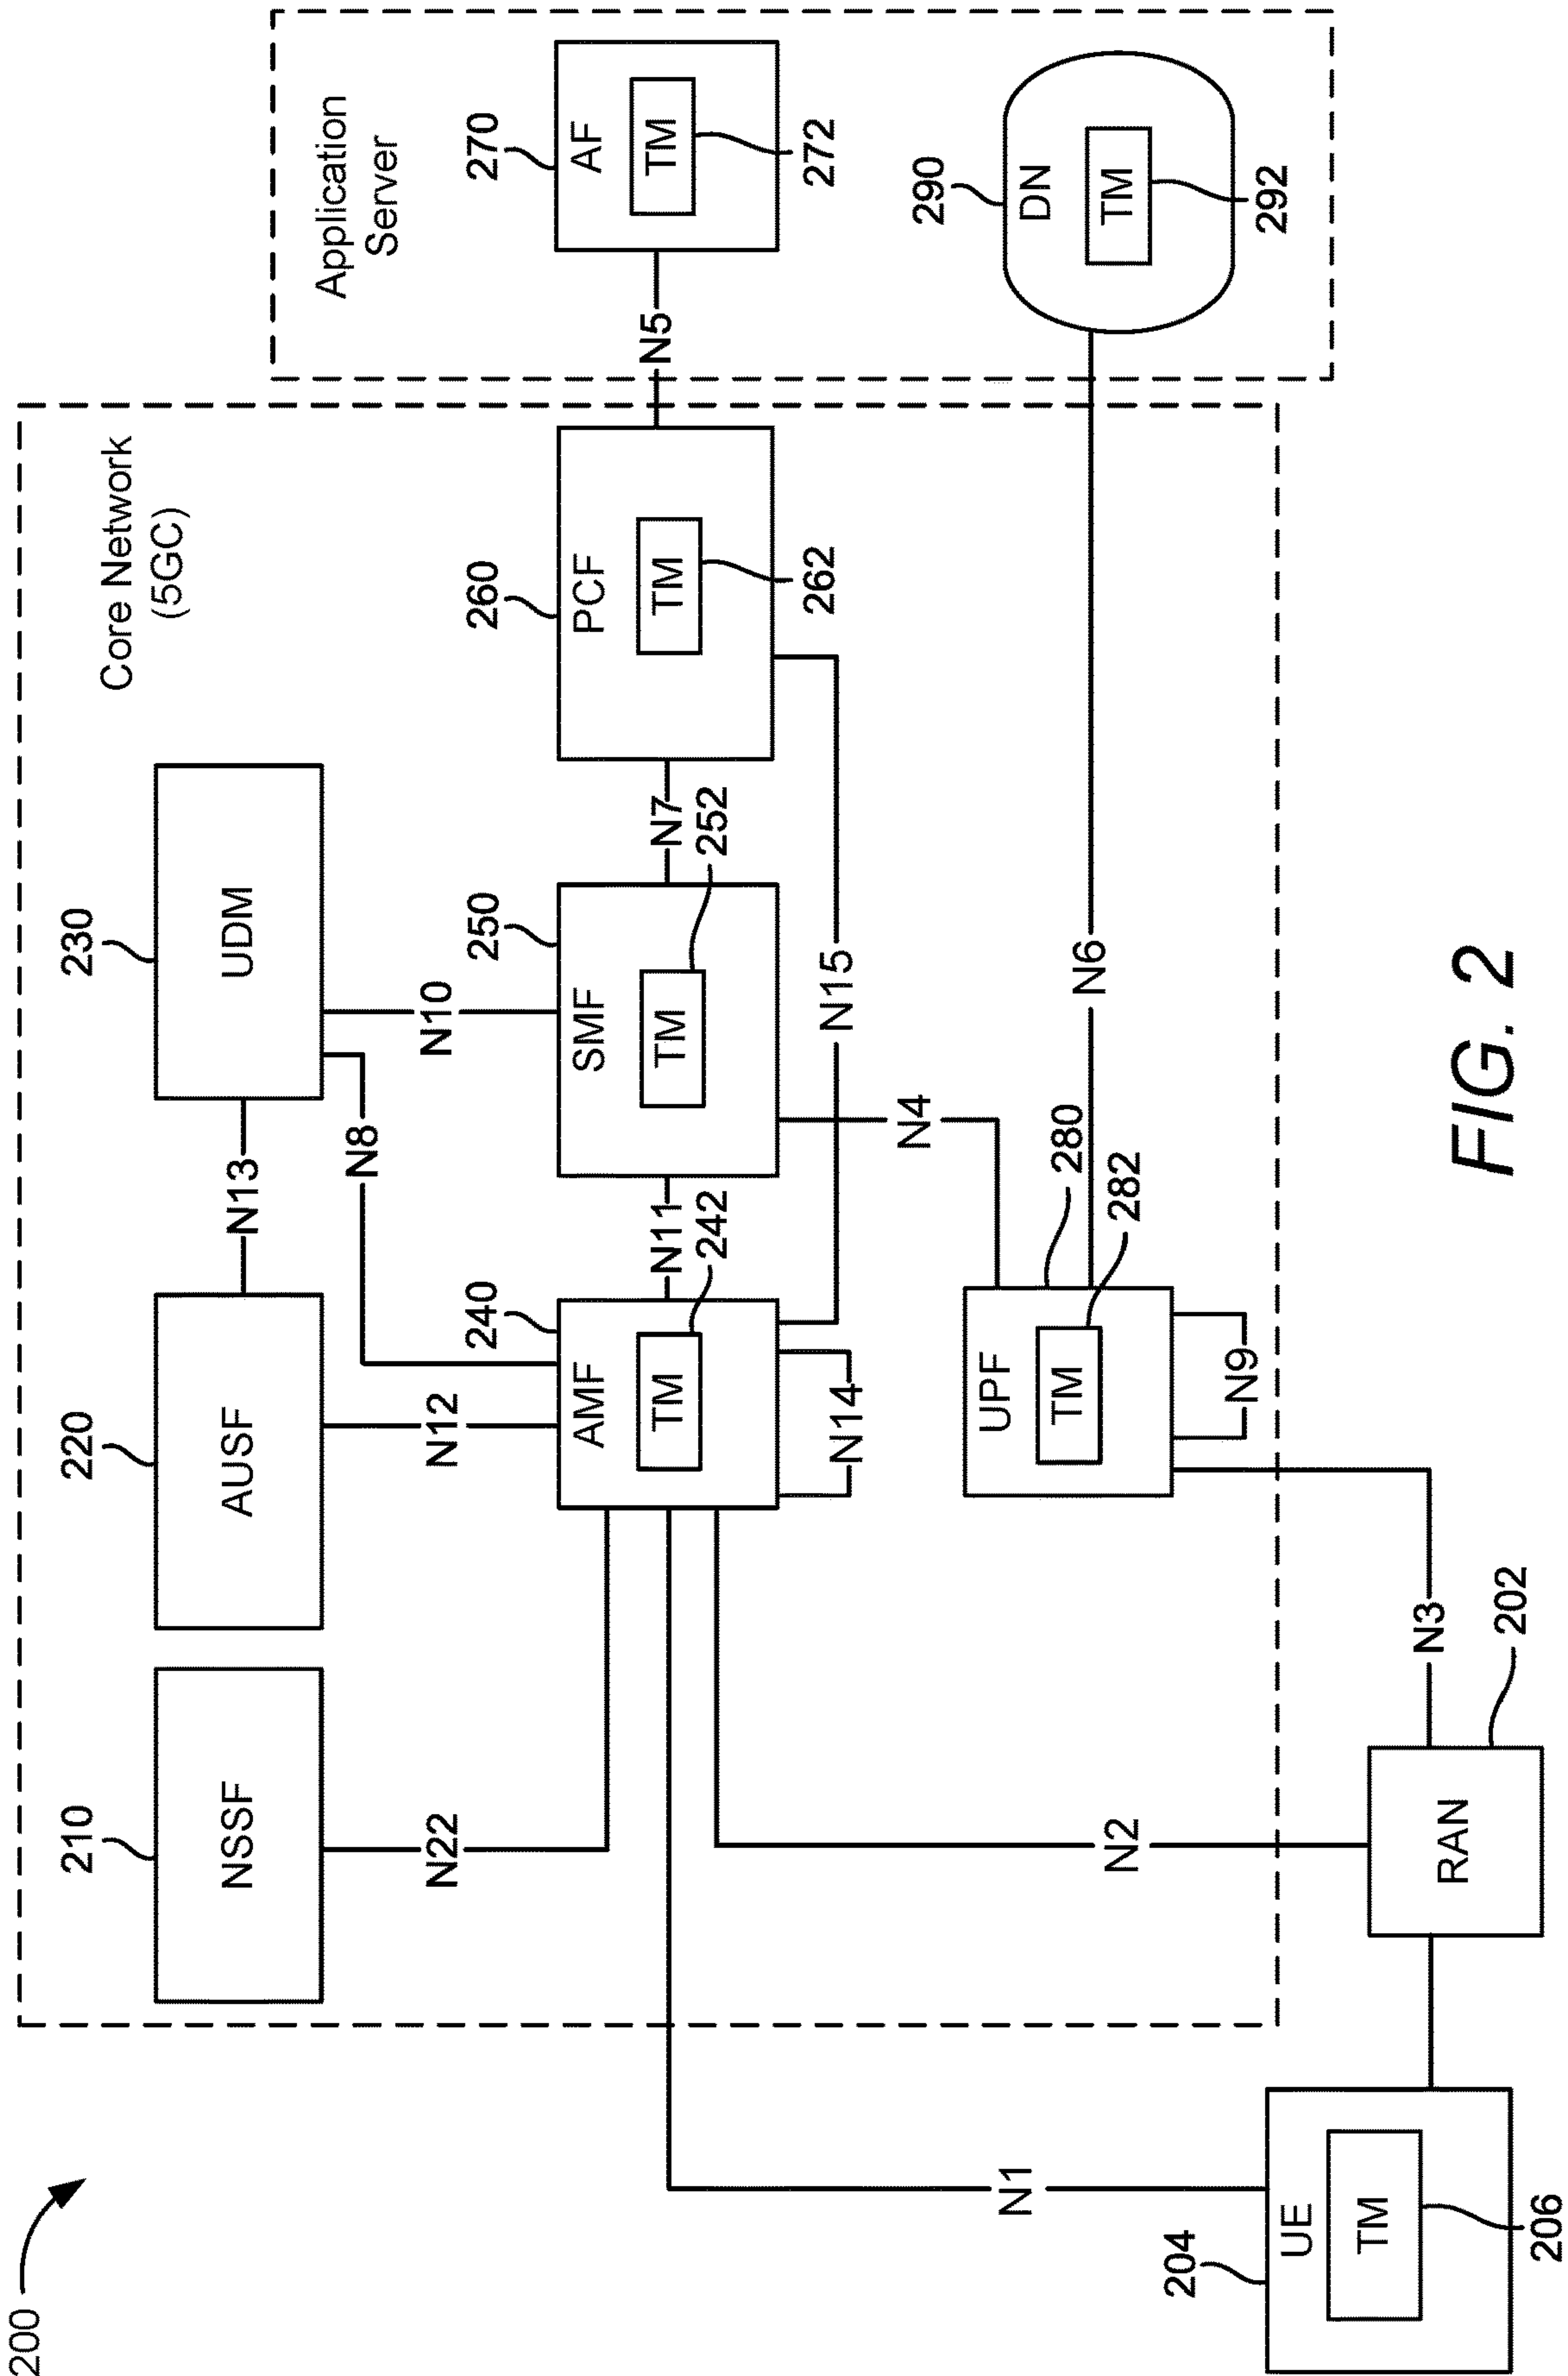 200
Core Network
(5GC)
Application
Server
210
NSSF
220
AUSF
230
UDM
N13
N8
N22
N12
N10
240
AMF
TM
242
N11
250
SMF
TM
252
N7
260
PCF
TM
262
N5
270
AF
TM
272
N14
N15
N4
N1
N2
280
UPF
TM
282
N9
N6
290
DN
TM
292
N3
204
UE
TM
206
RAN
202
FIG. 2